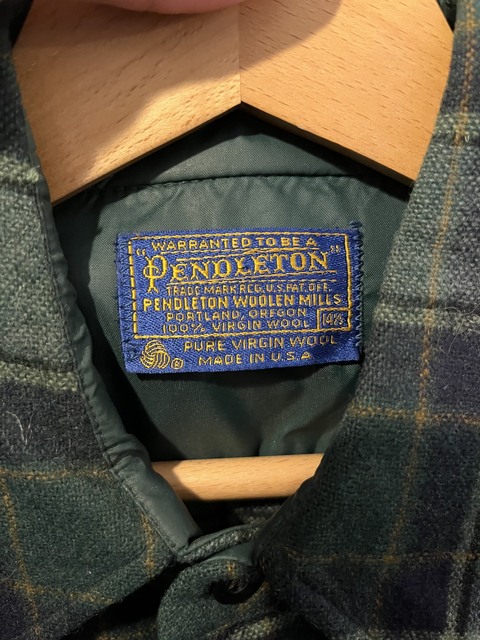 WARRANTED TO BE A
"PENDLETON"
TRADE MARK REG. U.S. PAT. OFF.
PENDLETON WOOLEN MILLS
PORTLAND, OREGON
100% VIRGIN WOOL 14½
PURE VIRGIN WOOL
® MADE IN U.S.A